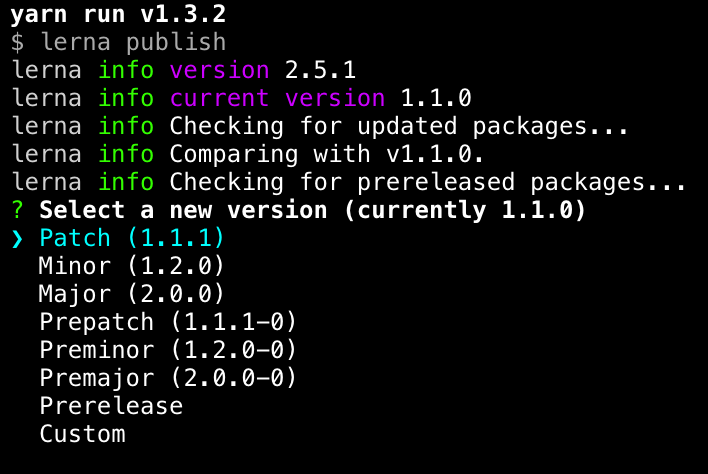 yarn run v1.3.2
$ lerna publish
lerna info version 2.5.1
lerna info current version 1.1.0
lerna info Checking for updated packages...
lerna info Comparing with v1.1.0.
lerna info Checking for prereleased packages...
? Select a new version (currently 1.1.0)
❯ Patch (1.1.1)
  Minor (1.2.0)
  Major (2.0.0)
  Prepatch (1.1.1-0)
  Preminor (1.2.0-0)
  Premajor (2.0.0-0)
  Prerelease
  Custom